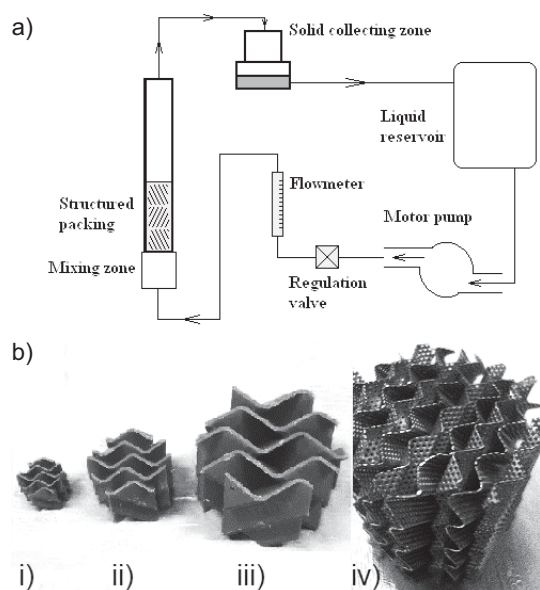 a)
Solid collecting zone
Liquid
reservoir
Structured
packing
Flowmeter
Motor pump
Mixing zone
Regulation
valve
b)
i)
ii)
iii)
iv)